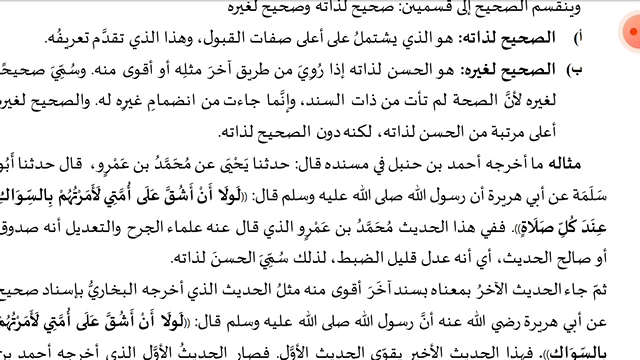 وينقسم الصحيح إلى قسميين: صحيح لذاته وصحيح لغيره
أ) الصحيح لذاته: هو الذي يشتملُ على أعلى صفات القبول، وهذا الذي تقدَّم تعريفُه.
ب) الصحيح لغيره: هو الحسن لذاته إذا رُويَ من طريق آخرَ مثلِه أو أقوى منه. وسُمِّيَ صحيحًا
لغيره لأنَّ الصحة لم تأت من ذات السند، وإنَّما جاءت من انضمامِ غيرِه له. والصحيح لغيره
أعلى مرتبة من الحسن لذاته، لكنه دون الصحيح لذاته.
مثاله ما أخرجه أحمد بن حنبل في مسنده قال: حدثنا يَحْيَى عن مُحَمَّدُ بن عَمْرٍو، قال حدثنا أَبُو
سَلَمَةَ عن أبي هريرة أن رسول الله صلى الله عليه وسلم قال: ((لَولَا أَنْ أَشُقَّ عَلَى أُمَّتِي لَأَمَرْتُهُمْ بِالسِّوَاكِ
عِنْدَ كُلِّ صَلَاةٍ)). ففي هذا الحديث مُحَمَّدُ بن عَمْرٍو الذي قال عنه علماء الجرح والتعديل أنه صدوق
أو صالح الحديث، أي أنه عدل قليل الضبط، لذلك سُمِّيَ الحسنَ لذاته.
ثمَ جاء الحديث الآخرُ بمعناه بسند آخَرَ أقوى منه مثلُ الحديث الذي أخرجه البخاريُّ بإسناد صحيح
عن أبي هريرة رضي الله عنه أنَّ رسول الله صلى الله عليه وسلم قال: ((لَولَا أَنْ أَشُقَّ عَلَى أُمَّتِي لَأَمَرْتُهُمْ
بِالسِّوَاكِ)). فهذا الحديث الأخير يقوّي الحديث الأوَّل. فصار الحديثُ الأوَّل الذي أخرجه أحمد بن